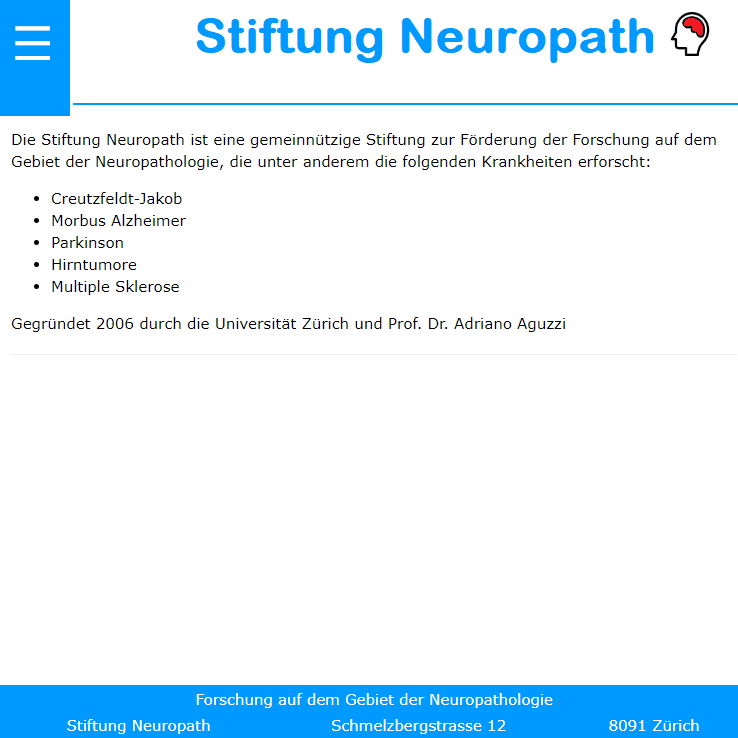 Stiftung Neuropath
Die Stiftung Neuropath ist eine gemeinnützige Stiftung zur Förderung der Forschung auf dem
Gebiet der Neuropathologie, die unter anderem die folgenden Krankheiten erforscht:
• Creutzfeldt-Jakob
• Morbus Alzheimer
• Parkinson
• Hirntumore
• Multiple Sklerose
Gegründet 2006 durch die Universität Zürich und Prof. Dr. Adriano Aguzzi
Forschung auf dem Gebiet der Neuropathologie
Stiftung Neuropath Schmelzbergstrasse 12 8091 Zürich